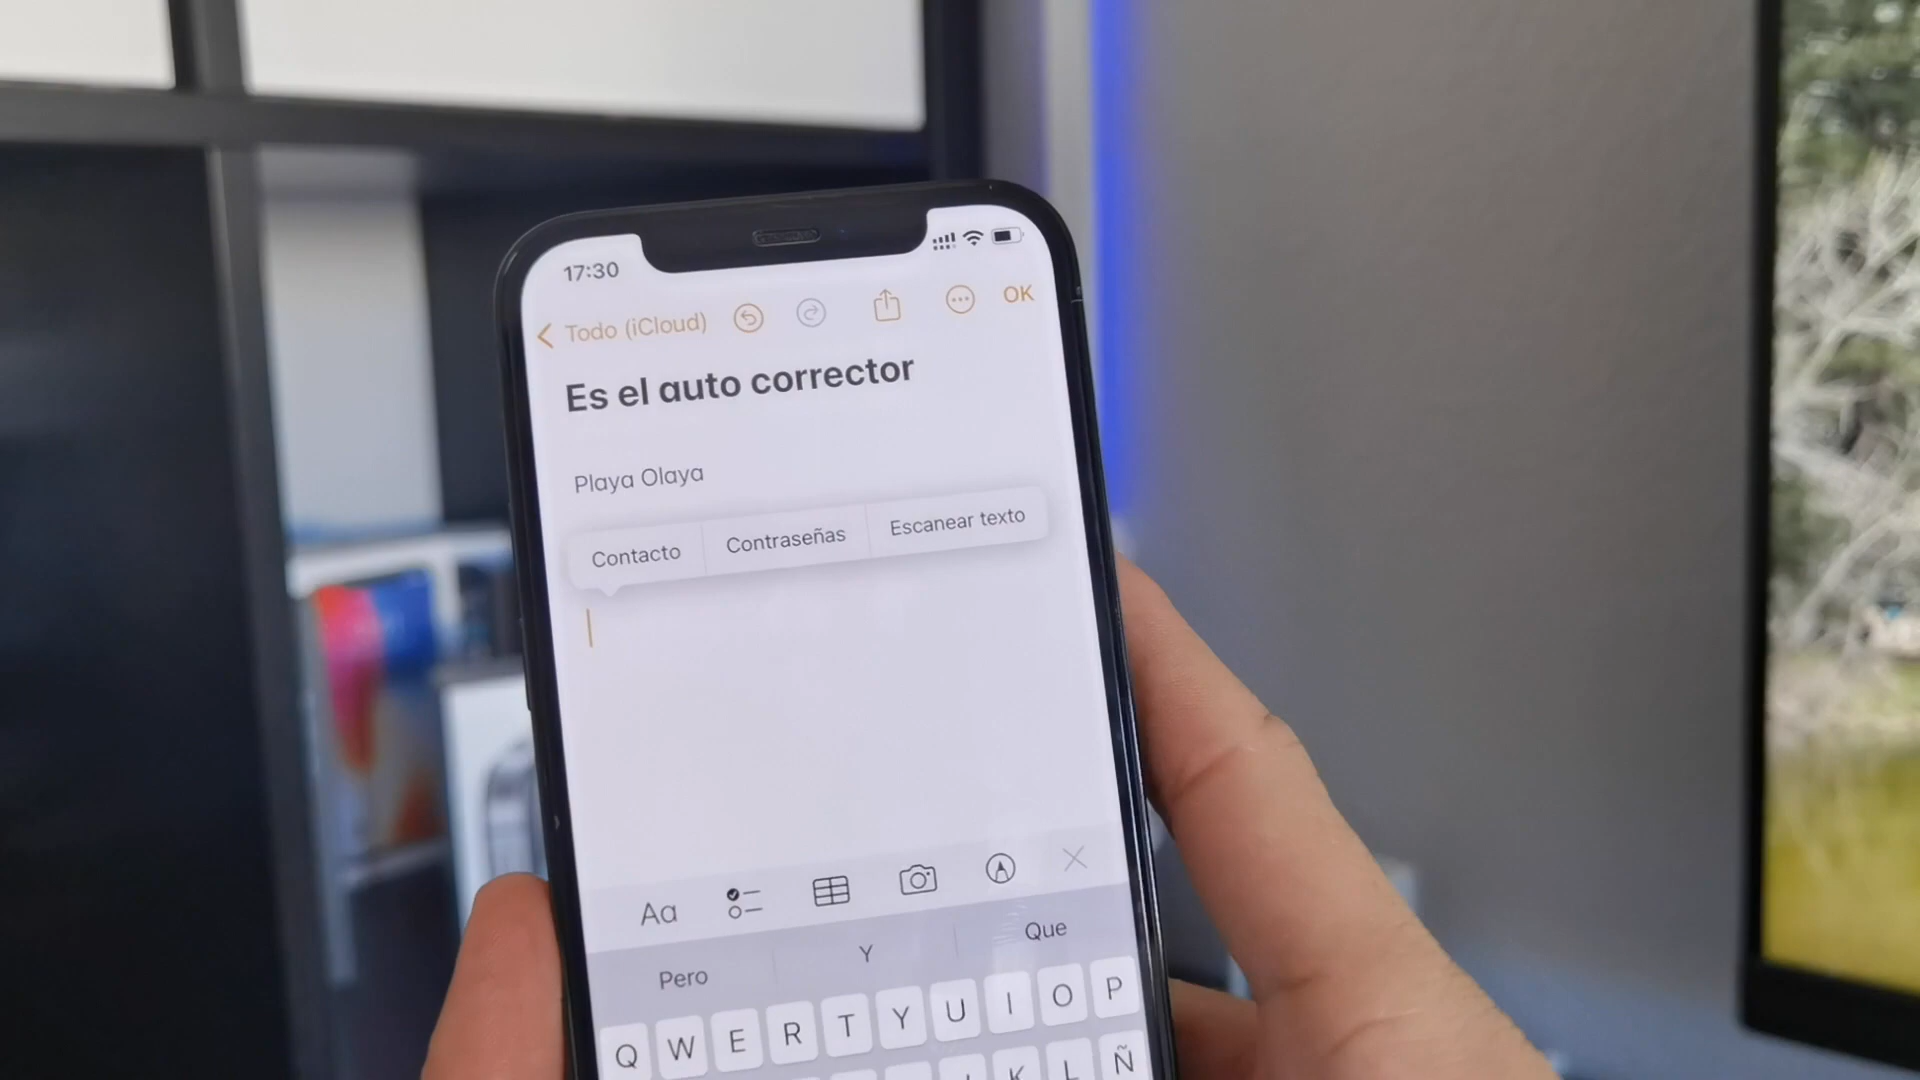 17:30
Todo (iCloud)
OK
Es el auto corrector
Playa Olaya
Contacto
Contraseñas
Escanear texto
Aa
Pero
Y
Que
Q W E R T Y U I O P
K L Ñ